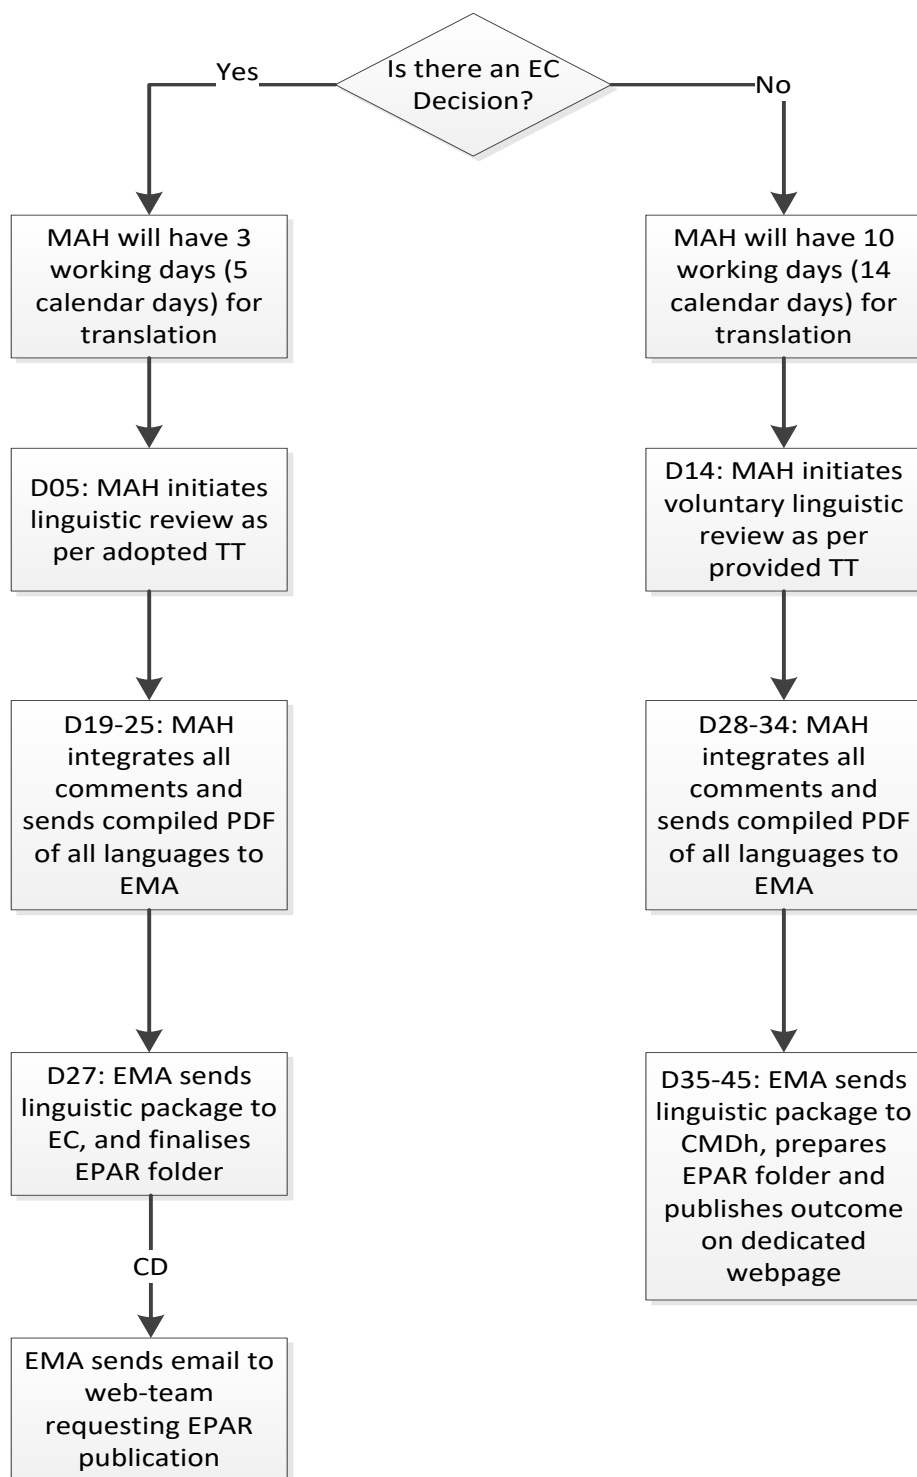 Is there an EC
Decision?
Yes
No
MAH will have 3
working days (5
calendar days) for
translation
MAH will have 10
working days (14
calendar days) for
translation
D05: MAH initiates
linguistic review as
per adopted TT
D14: MAH initiates
voluntary linguistic
review as per
provided TT
D19-25: MAH
integrates all
comments and
sends compiled PDF
of all languages to
EMA
D28-34: MAH
integrates all
comments and
sends compiled PDF
of all languages to
EMA
D27: EMA sends
linguistic package to
EC, and finalises
EPAR folder
D35-45: EMA sends
linguistic package to
CMDh, prepares
EPAR folder and
publishes outcome
on dedicated
webpage
CD
EMA sends email to
web-team
requesting EPAR
publication